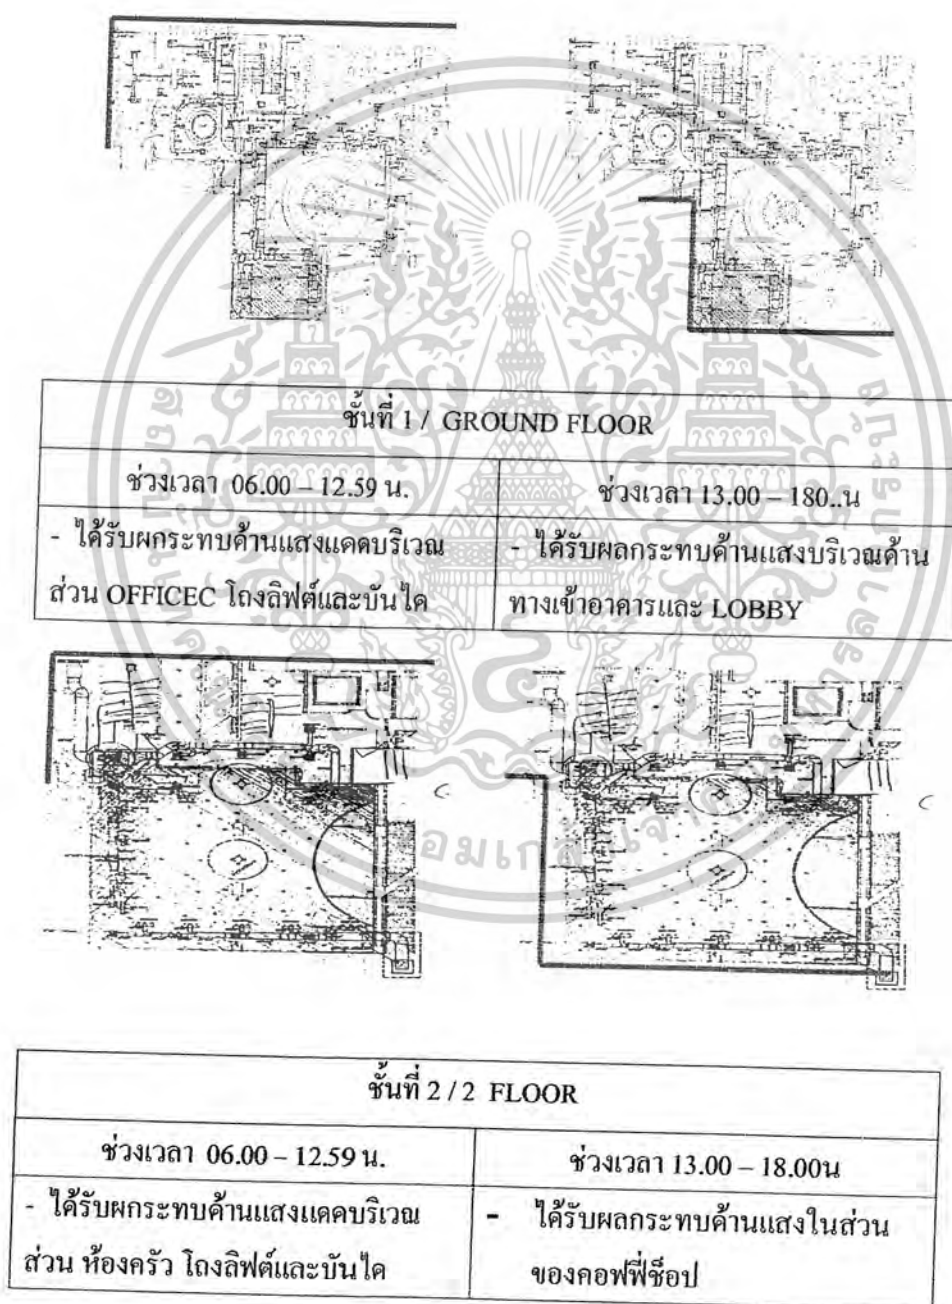 ชั้นที่ 1 / GROUND FLOOR
ช่วงเวลา 06.00 – 12.59 น.
ช่วงเวลา 13.00 – 180..น
- ได้รับผกระทบด้านแสงแดดบริเวณ
ส่วน OFFICEC โถงลิฟต์และบันได
- ได้รับผลกระทบด้านแสงบริเวณด้าน
ทางเข้าอาคารและ LOBBY
ชั้นที่ 2 / 2 FLOOR
ช่วงเวลา 06.00 – 12.59 น.
ช่วงเวลา 13.00 – 18.00น
- ได้รับผกระทบด้านแสงแดดบริเวณ
ส่วน ห้องครัว โถงลิฟต์และบันได
- ได้รับผลกระทบด้านแสงในส่วน
ของคอฟฟี่ช็อป